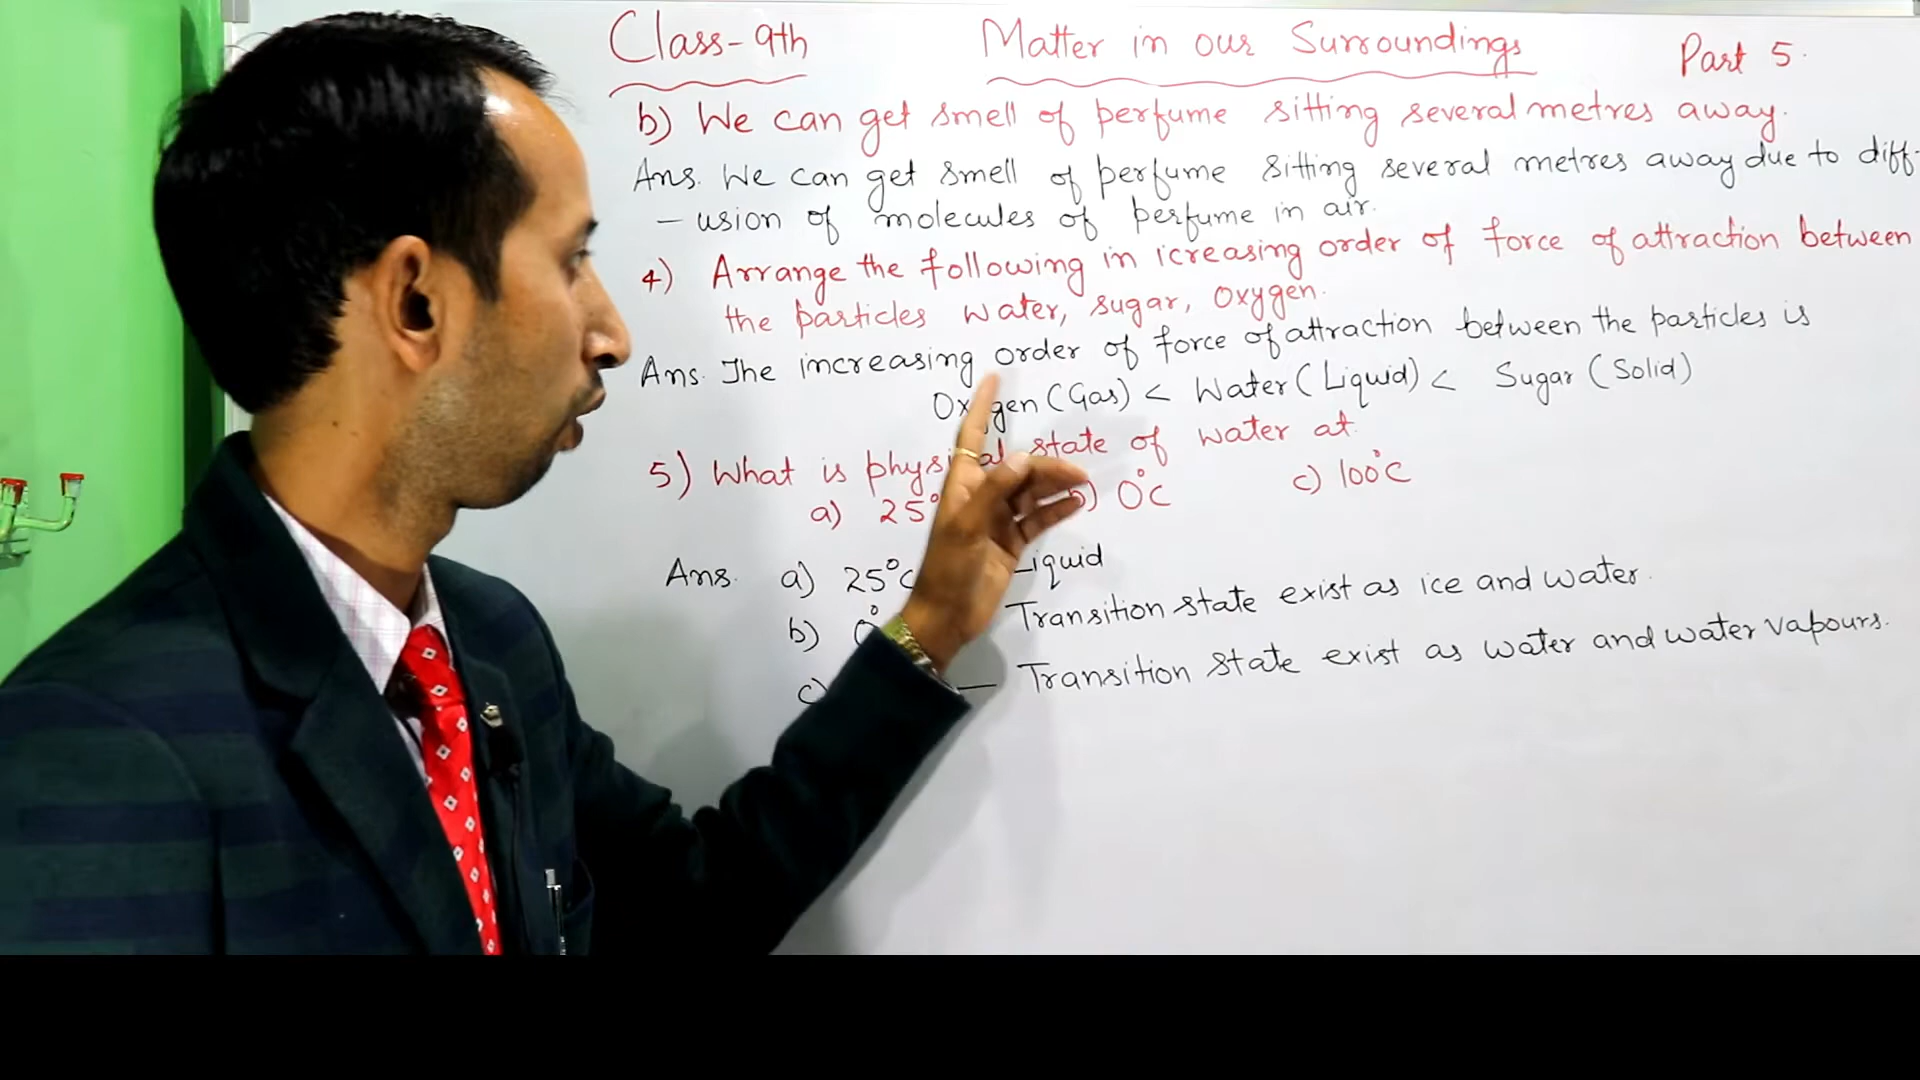 Class-9th Matter in our Surroundings Part 5.
b) We can get smell of perfume sitting several metres away.
Ans. We can get smell of perfume sitting several metres away due to diff-
- usion of molecules of perfume in air.
4) Arrange the following in icreasing order of force of attraction between
the particles water, sugar, oxygen.
Ans. The increasing order of force of attraction between the particles is
Oxygen (Gas) < Water (Liquid) < Sugar (Solid)
5) What is physical state of water at.
a) 25° b) 0°C c) 100°C
Ans. a) 25°C Liquid
b) 0° Transition state exist as ice and water.
c) — Transition state exist as water and water vapours.